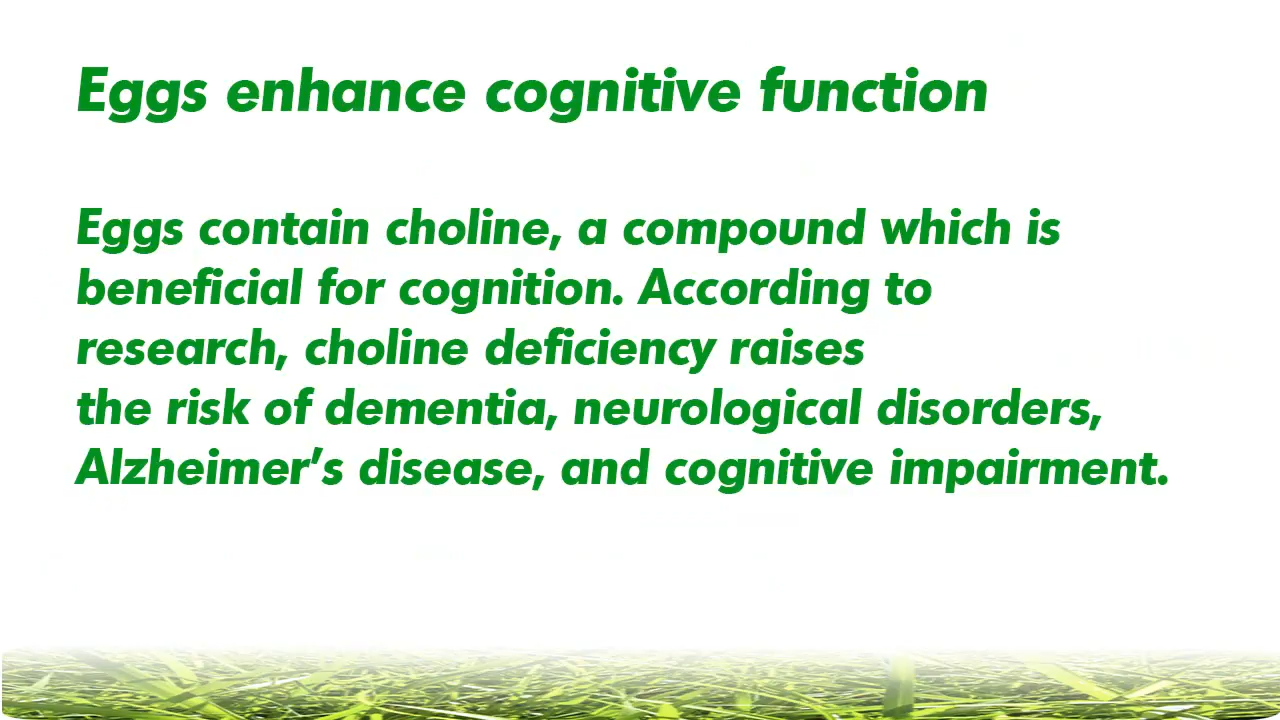 Eggs enhance cognitive function
Eggs contain choline, a compound which is
beneficial for cognition. According to
research, choline deficiency raises
the risk of dementia, neurological disorders,
Alzheimer’s disease, and cognitive impairment.